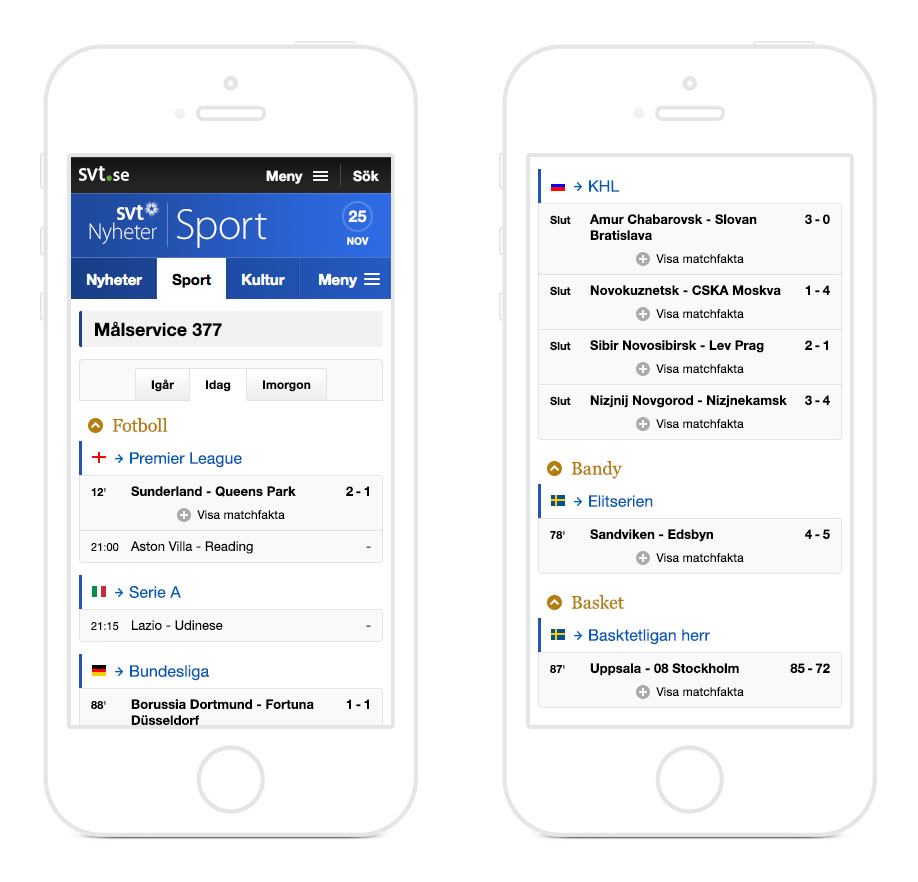 svt.se Meny Sök
svt Nyheter Sport 25 NOV
Nyheter Sport Kultur Meny
Målservice 377
Igår Idag Imorgon
Fotboll
Premier League
12' Sunderland - Queens Park 2 - 1
Visa matchfakta
21:00 Aston Villa - Reading -
Serie A
21:15 Lazio - Udinese -
Bundesliga
88' Borussia Dortmund - Fortuna 1 - 1
Düsseldorf
KHL
Slut Amur Chabarovsk - Slovan 3 - 0
Bratislava
Visa matchfakta
Slut Novokuznetsk - CSKA Moskva 1 - 4
Visa matchfakta
Slut Sibir Novosibirsk - Lev Prag 2 - 1
Visa matchfakta
Slut Nizjnij Novgorod - Nizjnekamsk 3 - 4
Visa matchfakta
Bandy
Elitserien
78' Sandviken - Edsbyn 4 - 5
Visa matchfakta
Basket
Basktetligan herr
87' Uppsala - 08 Stockholm 85 - 72
Visa matchfakta